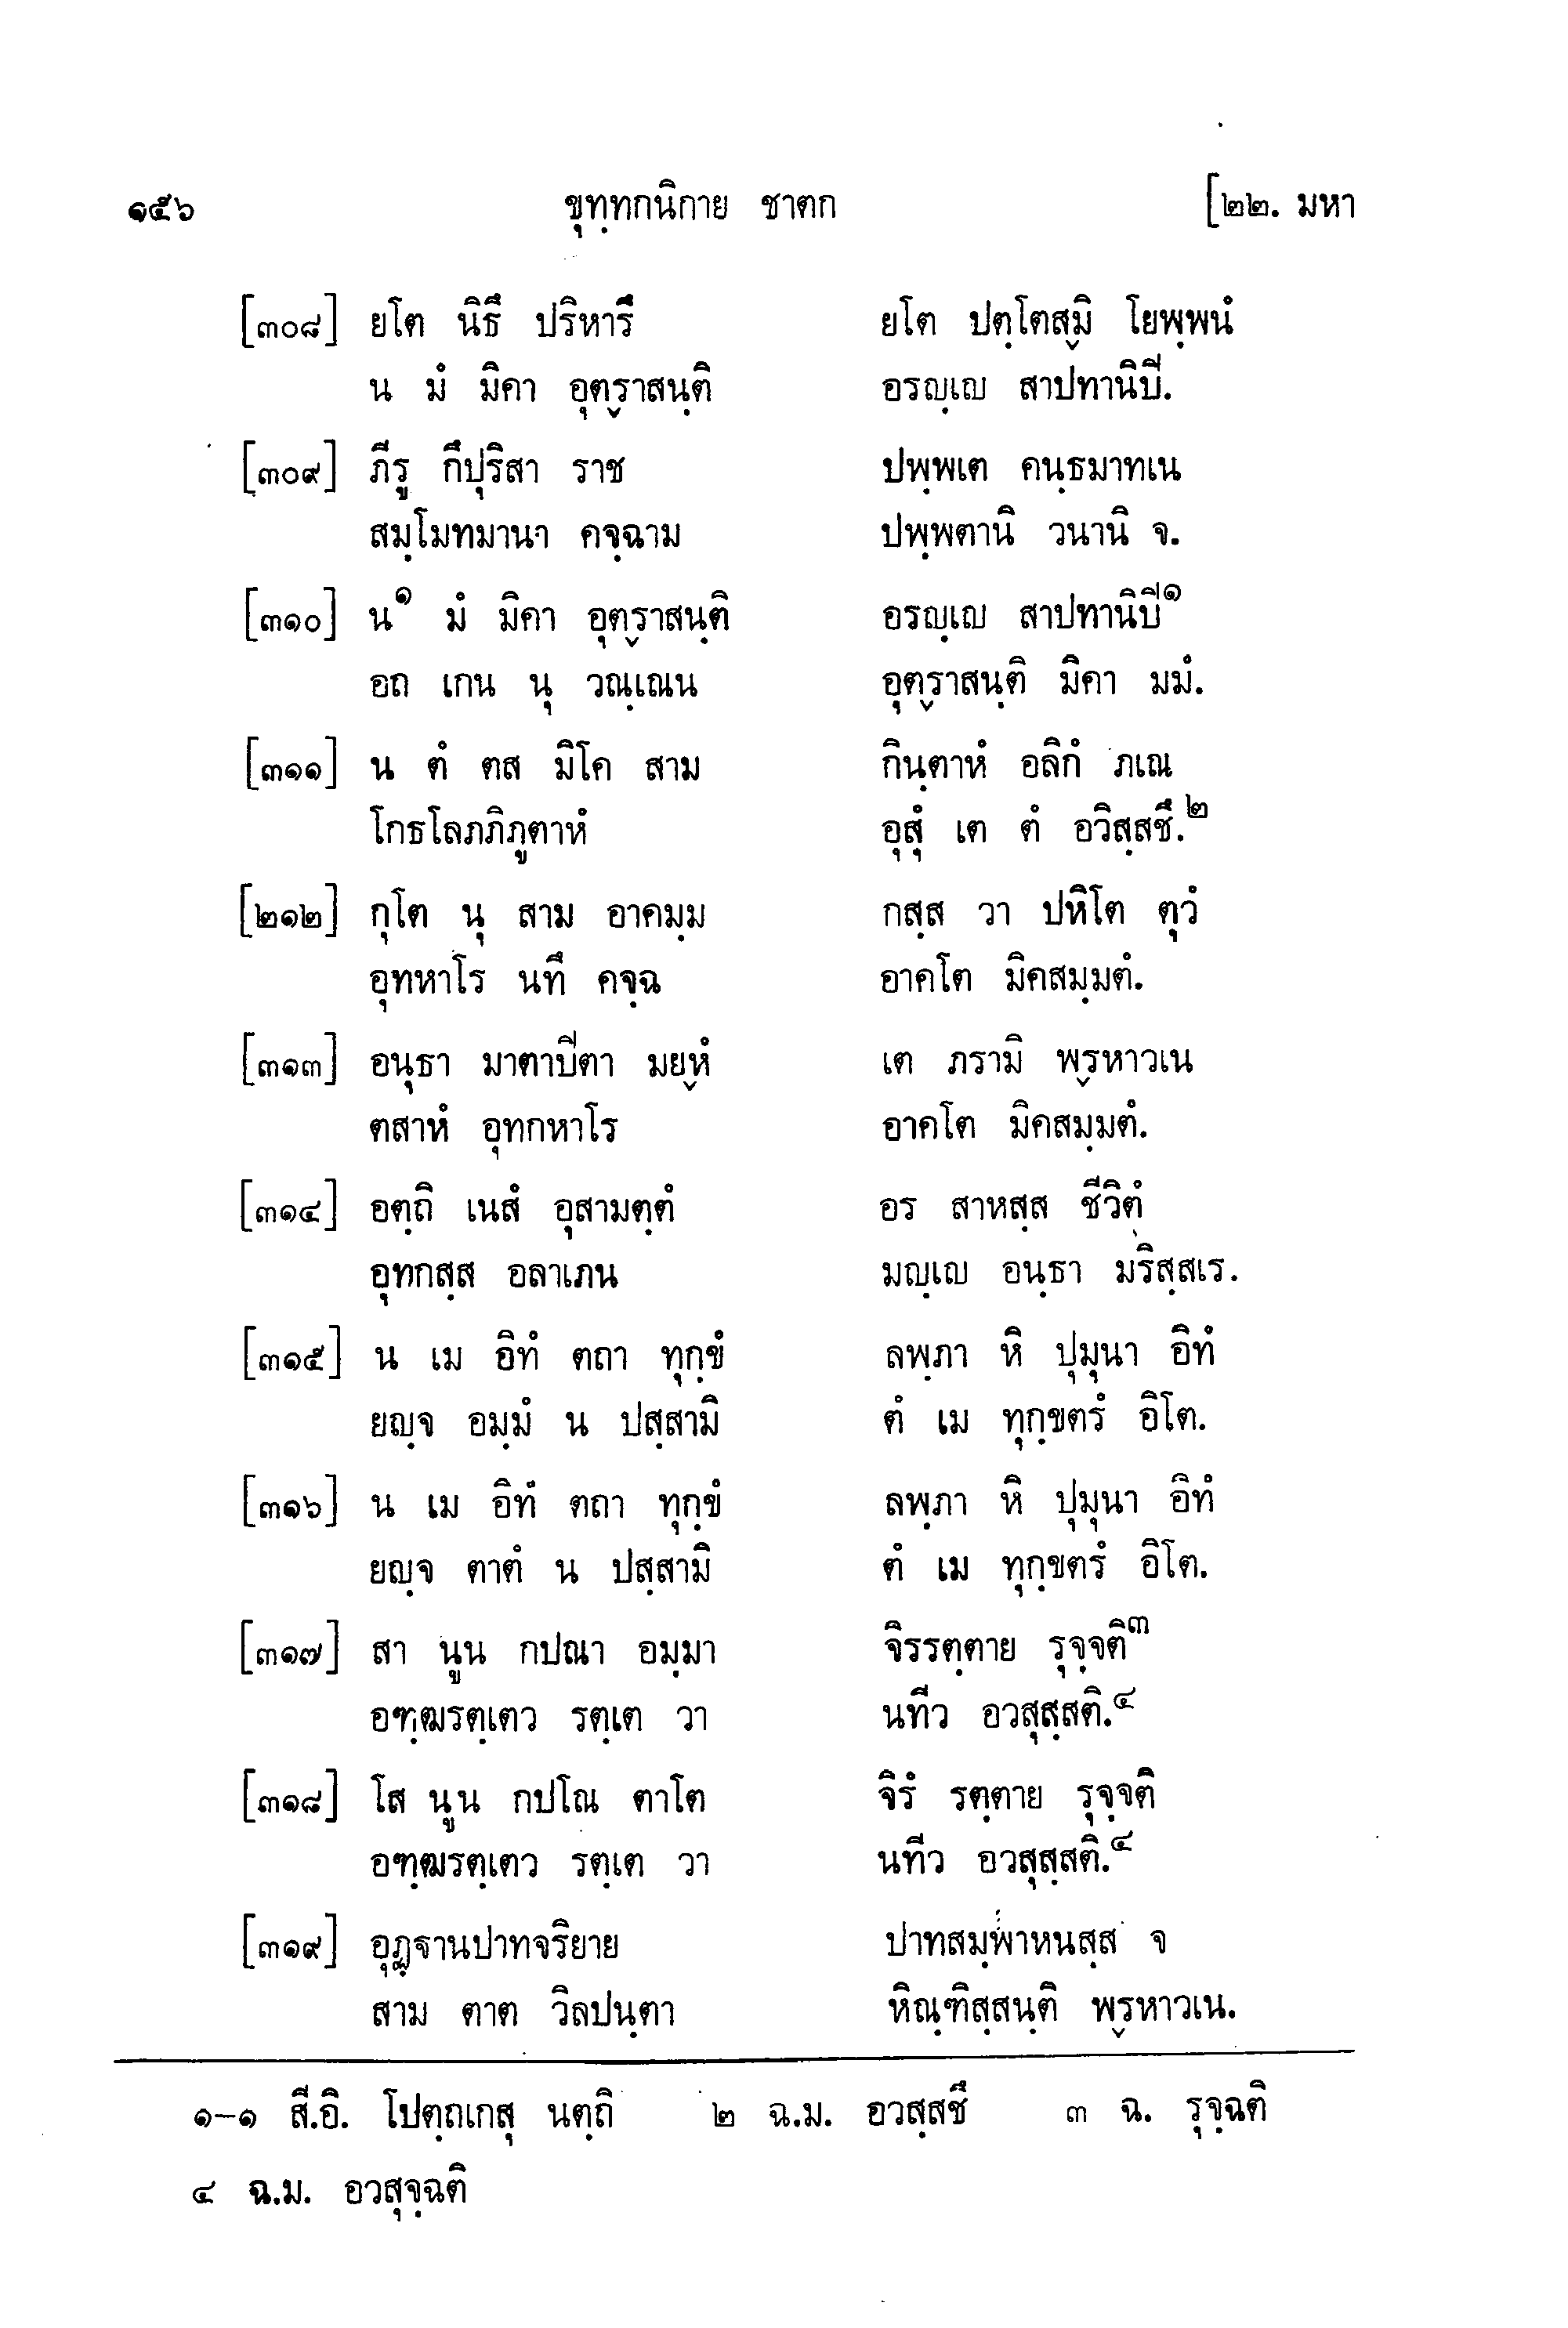 ๑๕๖ ขุทฺทกนิกาย ชาตก [๒๒. มหา
[๓๐๘] ยโต นิธึ ปริหารึ ยโต ปตฺโตสฺมิ โยพฺพนํ
น มํ มิคา อุตฺราสนฺติ อรญฺเญ สาปทานิปี.
[๓๐๙] ภีรู กึปุริสา ราช ปพฺพเต คนฺธมาทเน
สมฺโมทมานา คจฺฉาม ปพฺพตานิ วนานิ จ.
[๓๑๐] น๑ มํ มิคา อุตฺราสนฺติ อรญฺเญ สาปทานิปี๑
อถ เกน นุ วณฺเณน อุตฺราสนฺติ มิคา มมํ.
[๓๑๑] น ตํ ตส มิโค สาม กินฺตาหํ อลิกํ ภเณ
โกธโลภภิภูตาหํ อุสุํ เต ตํ อวิสฺสชึ.๒
[๒๑๒] กุโต นุ สาม อาคมฺม กสฺส วา ปหิโต ตุวํ
อุทหาโร นทึ คจฺฉ อาคโต มิคสมฺมตํ.
[๓๑๓] อนุธา มาตาปีตา มยฺหํ เต ภรามิ พฺรหาวเน
ตสาหํ อุทกหาโร อาคโต มิคสมฺมตํ.
[๓๑๔] อตฺถิ เนสํ อุสามตฺตํ อร สาหสฺส ชีวิตํ
อุทกสฺส อลาเภน มญฺเญ อนฺธา มริสฺสเร.
[๓๑๕] น เม อิทํ ตถา ทุกฺขํ ลพฺภา หิ ปุมุนา อิทํ
ยญฺจ อมฺมํ น ปสฺสามิ ตํ เม ทุกฺขตรํ อิโต.
[๓๑๖] น เม อิทํ ตถา ทุกฺขํ ลพฺภา หิ ปุมุนา อิทํ
ยญฺจ ตาตํ น ปสฺสามิ ตํ เม ทุกฺขตรํ อิโต.
[๓๑๗] สา นูน กปณา อมฺมา จิรรตฺตาย รุจฺจติ๓
อฑฺฒรตฺเตว รตฺเต วา นทีว อวสุสฺสติ.๔
[๓๑๘] โส นูน กปโณ ตาโต จิรํ รตฺตาย รุจฺจติ
อฑฺฒรตฺเตว รตฺเต วา นทีว อวสุสฺสติ.๔
[๓๑๙] อุฏฺฐานปาทจริยาย ปาทสมฺพาหนสฺส จ
สาม ตาต วิลปนฺตา หิณฺฑิสฺสนฺติ พฺรหาวเน.
๑-๑ สี.อิ. โปตฺถเกสุ นตฺถิ ๒ ฉ.ม. อวสฺสชึ ๓ ฉ. รุจฺฉติ
๔ ฉ.ม. อวสุจฺฉติ